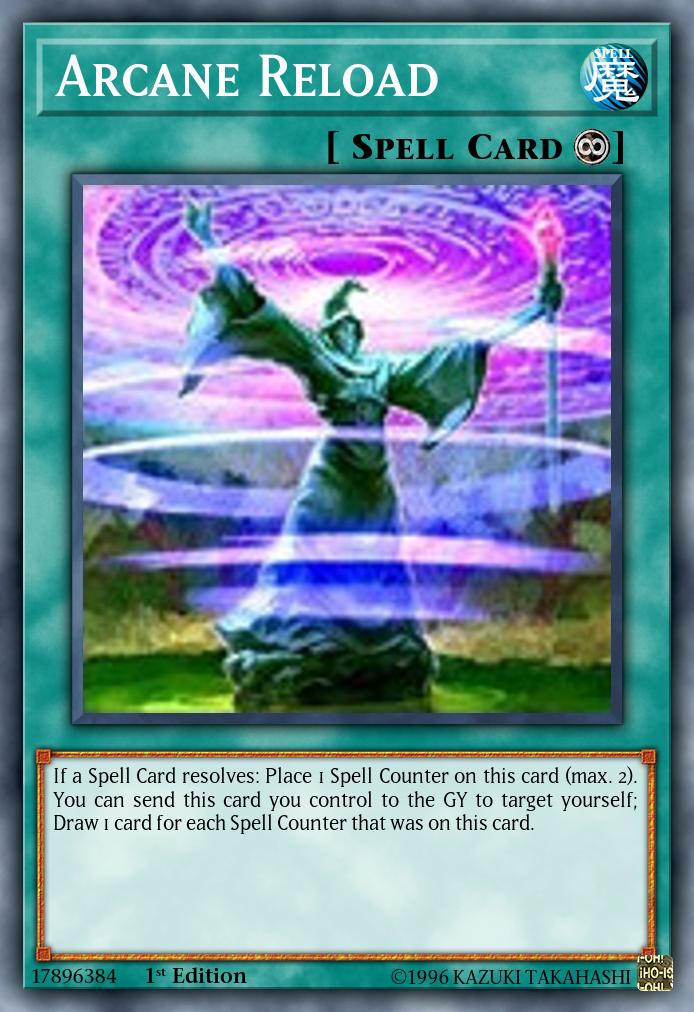 ARCANE RELOAD
SPELL
魔
[ SPELL CARD ]
If a Spell Card resolves: Place 1 Spell Counter on this card (max. 2).
You can send this card you control to the GY to target yourself;
Draw 1 card for each Spell Counter that was on this card.
17896384 1st Edition ©1996 KAZUKI TAKAHASHI